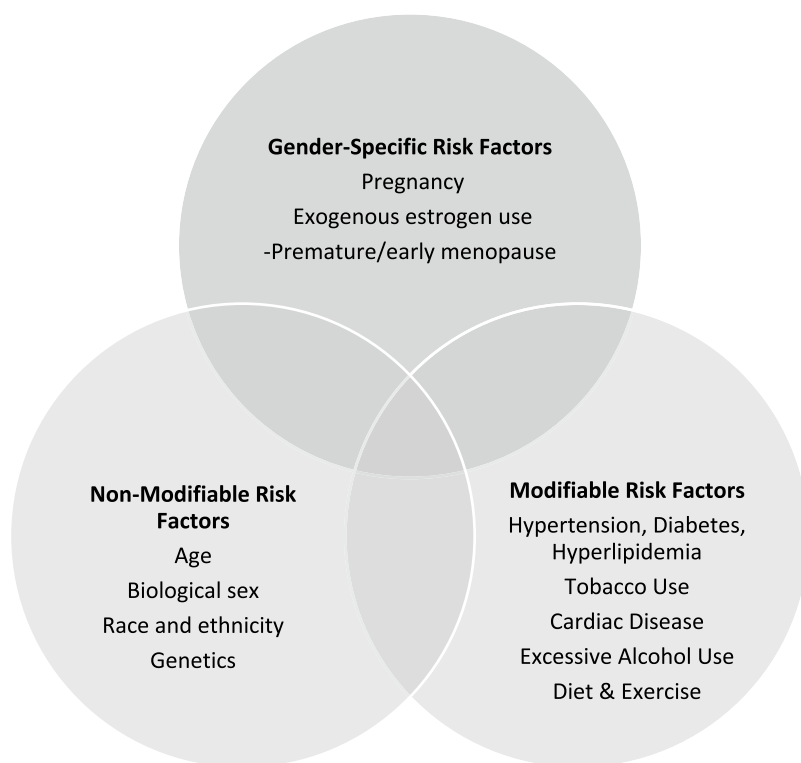 Gender-Specific Risk Factors
Pregnancy
Exogenous estrogen use
-Premature/early menopause
Non-Modifiable Risk
Factors
Age
Biological sex
Race and ethnicity
Genetics
Modifiable Risk Factors
Hypertension, Diabetes,
Hyperlipidemia
Tobacco Use
Cardiac Disease
Excessive Alcohol Use
Diet & Exercise